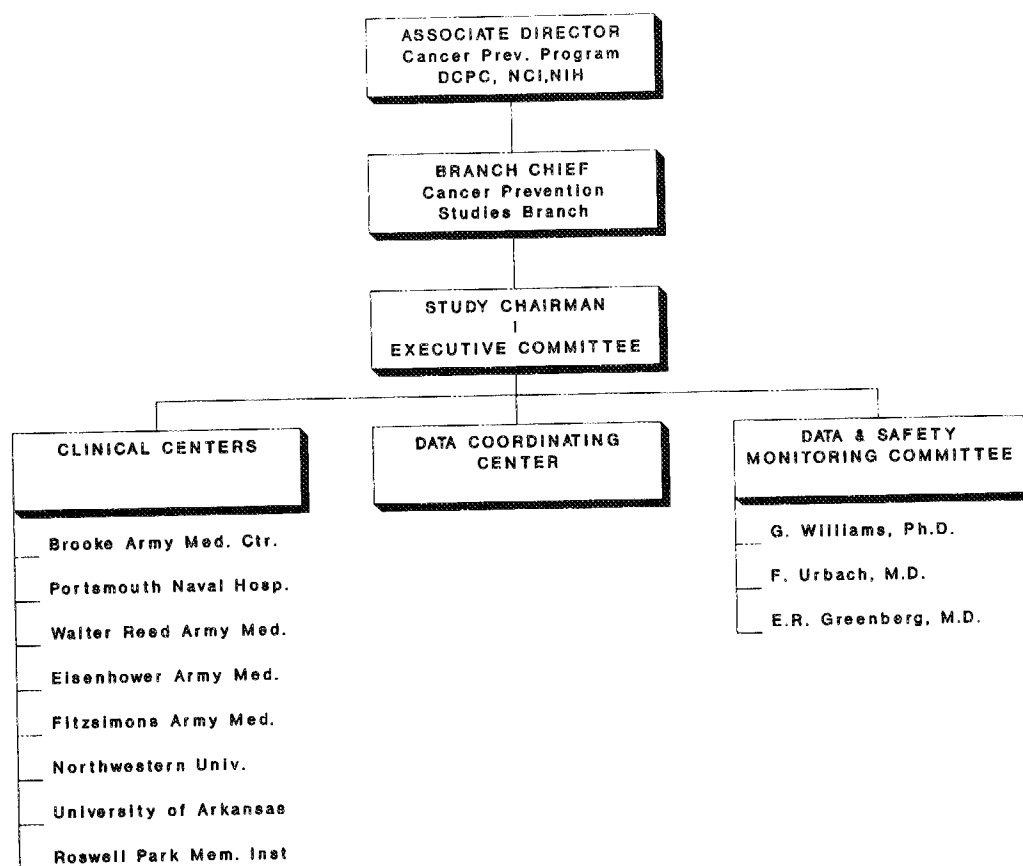 ASSOCIATE DIRECTOR
Cancer Prev. Program
DCPC, NCI,NIH
BRANCH CHIEF
Cancer Prevention
Studies Branch
STUDY CHAIRMAN
EXECUTIVE COMMITTEE
CLINICAL CENTERS
Brooke Army Med. Ctr.
Portsmouth Naval Hosp.
Walter Reed Army Med.
Eisenhower Army Med.
Fitzsimons Army Med.
Northwestern Univ.
University of Arkansas
Roswell Park Mem. Inst
DATA COORDINATING
CENTER
DATA & SAFETY
MONITORING COMMITTEE
G. Williams, Ph.D.
F. Urbach, M.D.
E.R. Greenberg, M.D.